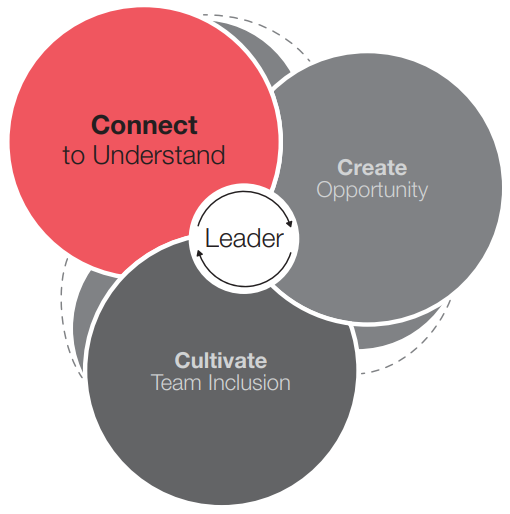 Connect
to Understand
Create
Opportunity
Leader
Cultivate
Team Inclusion